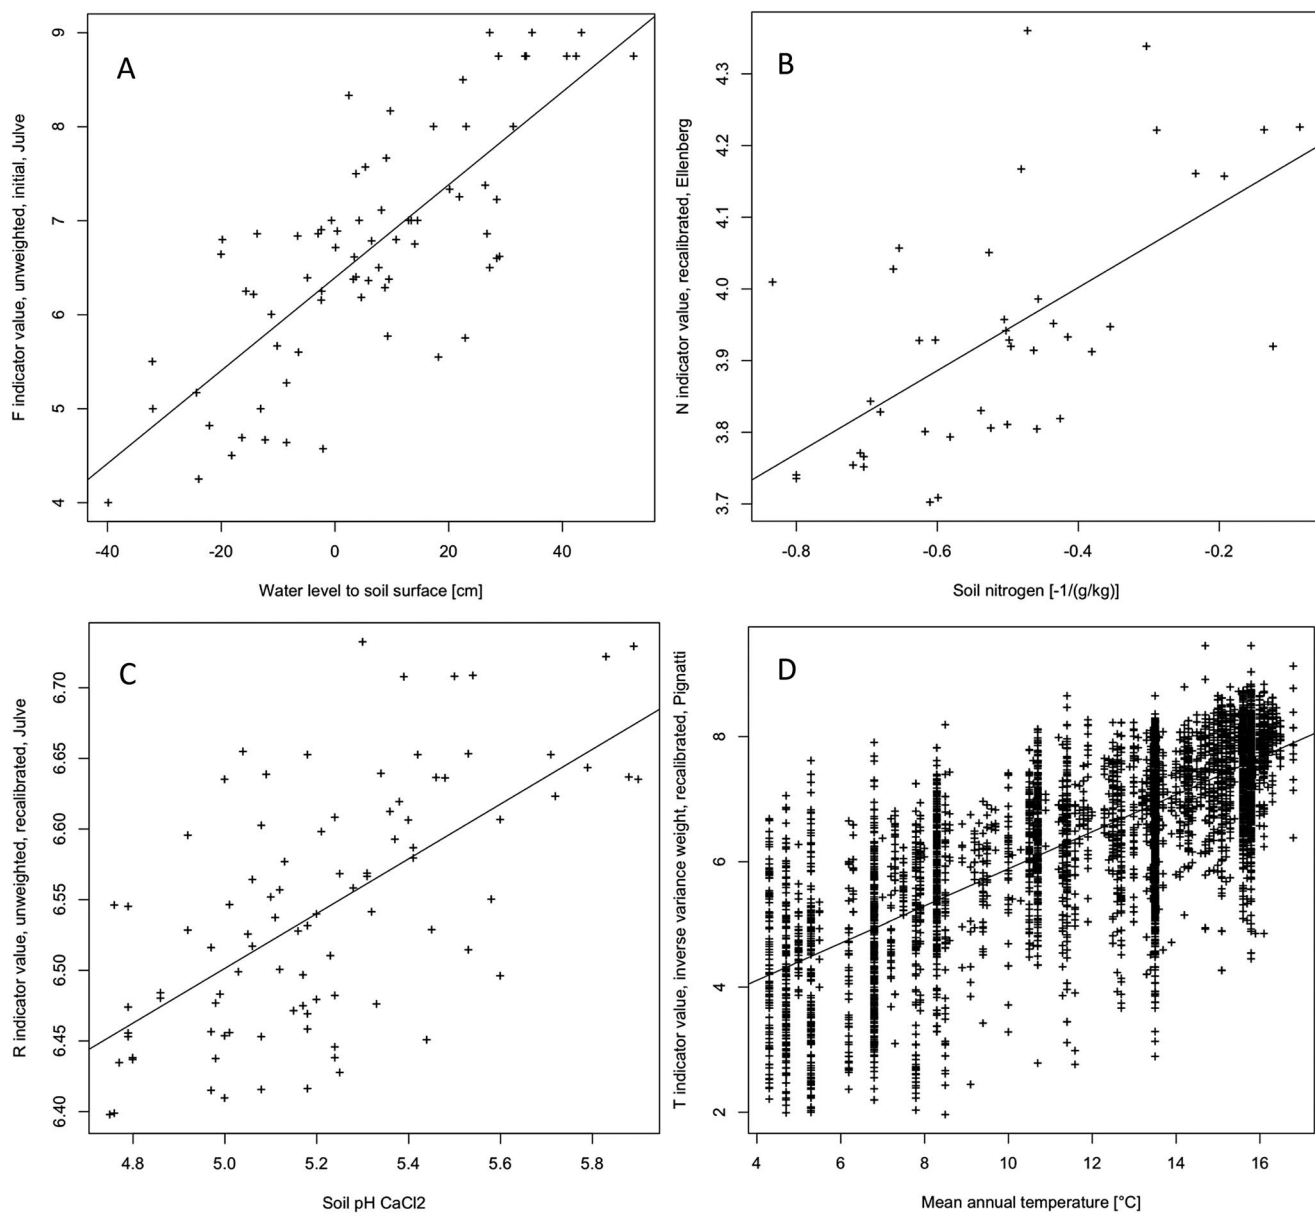 A
F indicator value, unweighted, initial, Julve
9
8
7
6
5
4
-40 -20 0 20 40
Water level to soil surface [cm]
B
N indicator value, recalibrated, Ellenberg
4.3
4.2
4.1
4.0
3.9
3.8
3.7
-0.8 -0.6 -0.4 -0.2
Soil nitrogen [-1/(g/kg)]
C
R indicator value, unweighted, recalibrated, Julve
6.70
6.65
6.60
6.55
6.50
6.45
6.40
4.8 5.0 5.2 5.4 5.6 5.8
Soil pH CaCl2
D
T indicator value, inverse variance weight, recalibrated, Pignatti
8
6
4
2
4 6 8 10 12 14 16
Mean annual temperature [°C]